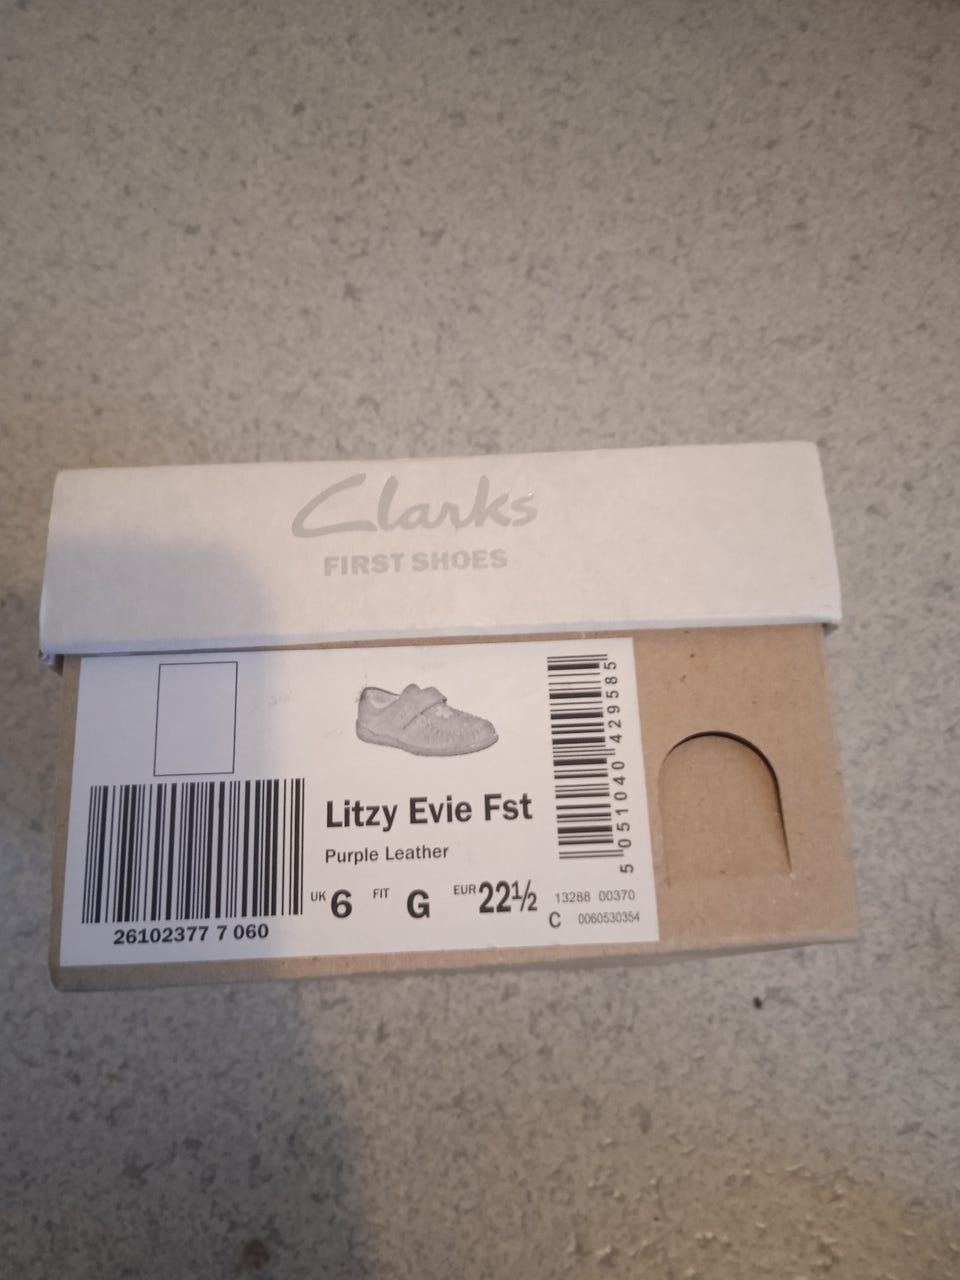 Clarks
FIRST SHOES
Litzy Evie Fst
Purple Leather
UK 6 FIT G EUR 22½
26102377 7 060
5 051040 429585
13288 00370
C 0060530354